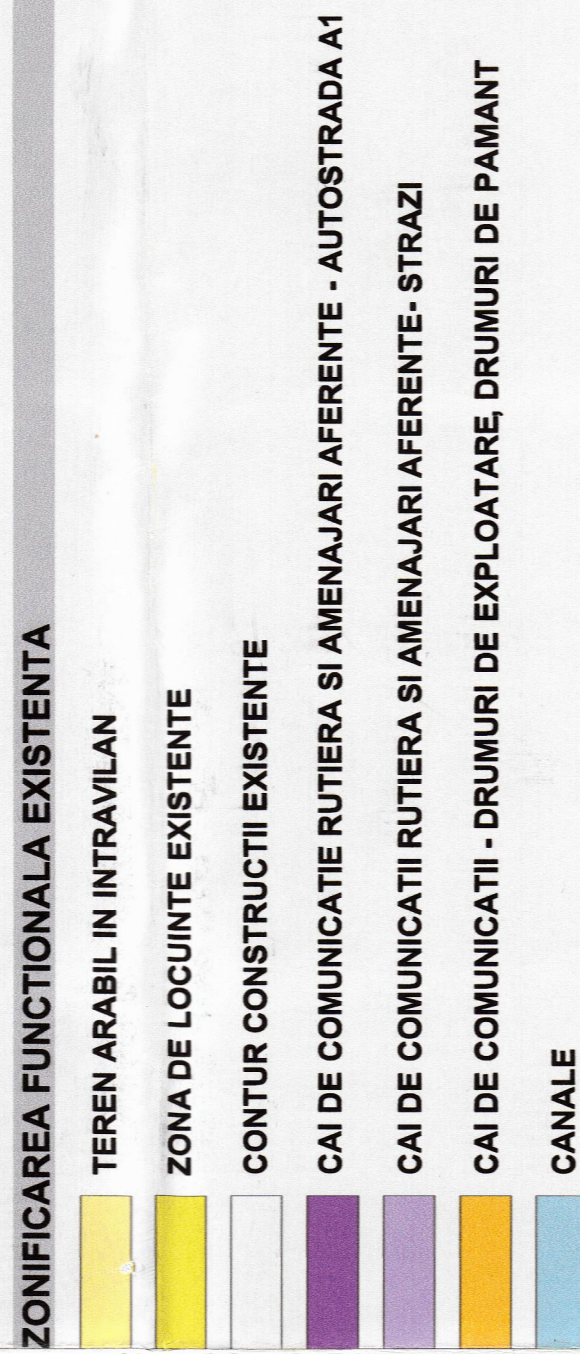 ZONIFICAREA FUNCTIONALA EXISTENTA
TEREN ARABIL IN INTRAVILAN
ZONA DE LOCUINTE EXISTENTE
CONTUR CONSTRUCTII EXISTENTE
CAI DE COMUNICATIE RUTIERA SI AMENAJARI AFERENTE - AUTOSTRADA A1
CAI DE COMUNICATII RUTIERA SI AMENAJARI AFERENTE- STRAZI
CAI DE COMUNICATII - DRUMURI DE EXPLOATARE, DRUMURI DE PAMANT
CANALE